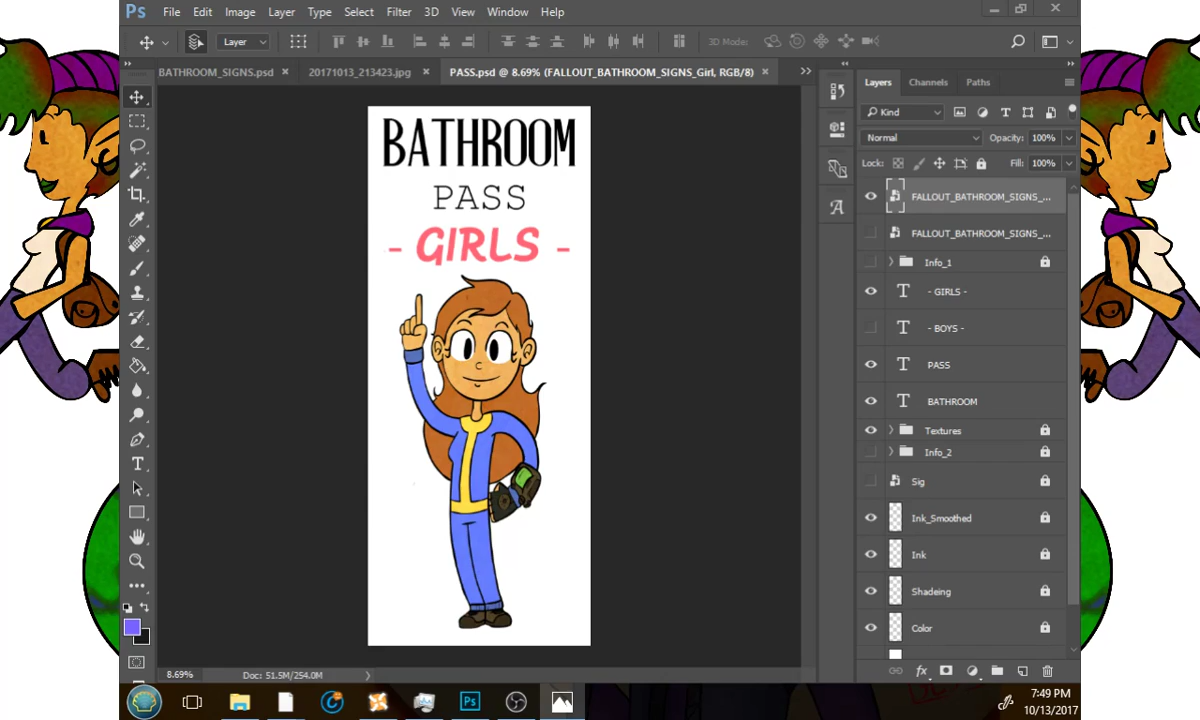 Ps File Edit Image Layer Type Select Filter 3D View Window Help
Layer 3D Mode:
BATHROOM_SIGNS.psd × 20171013_213423.jpg × PASS.psd @ 8.69% (FALLOUT_BATHROOM_SIGNS_Girl, RGB/8) ×
Layers Channels Paths
Kind
Normal Opacity: 100%
Lock: Fill: 100%
FALLOUT_BATHROOM_SIGNS_...
FALLOUT_BATHROOM_SIGNS_...
Info_1
- GIRLS -
- BOYS -
PASS
BATHROOM
Textures
Info_2
Sig
Ink_Smoothed
Ink
Shadeing
Color
BATHROOM
PASS
- GIRLS -
8.69% Doc: 51.5M/254.0M
Ps
7:49 PM
10/13/2017